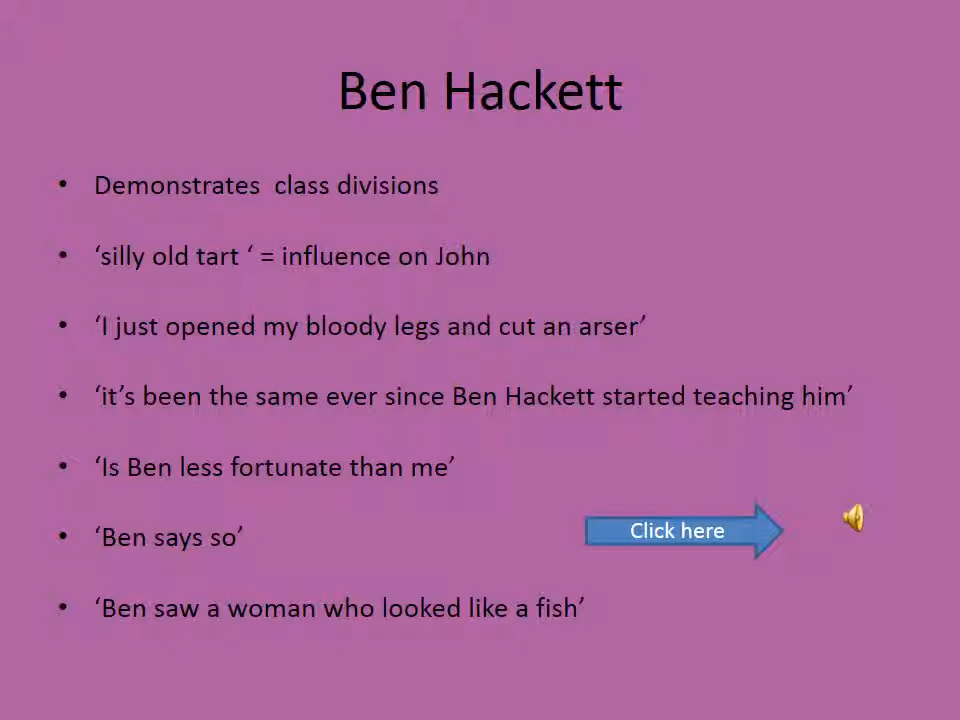 Ben Hackett
• Demonstrates  class divisions
• ‘silly old tart ‘ = influence on John
• ‘I just opened my bloody legs and cut an arser’
• ‘it’s been the same ever since Ben Hackett started teaching him’
• ‘Is Ben less fortunate than me’
• ‘Ben says so’
Click here
• ‘Ben saw a woman who looked like a fish’